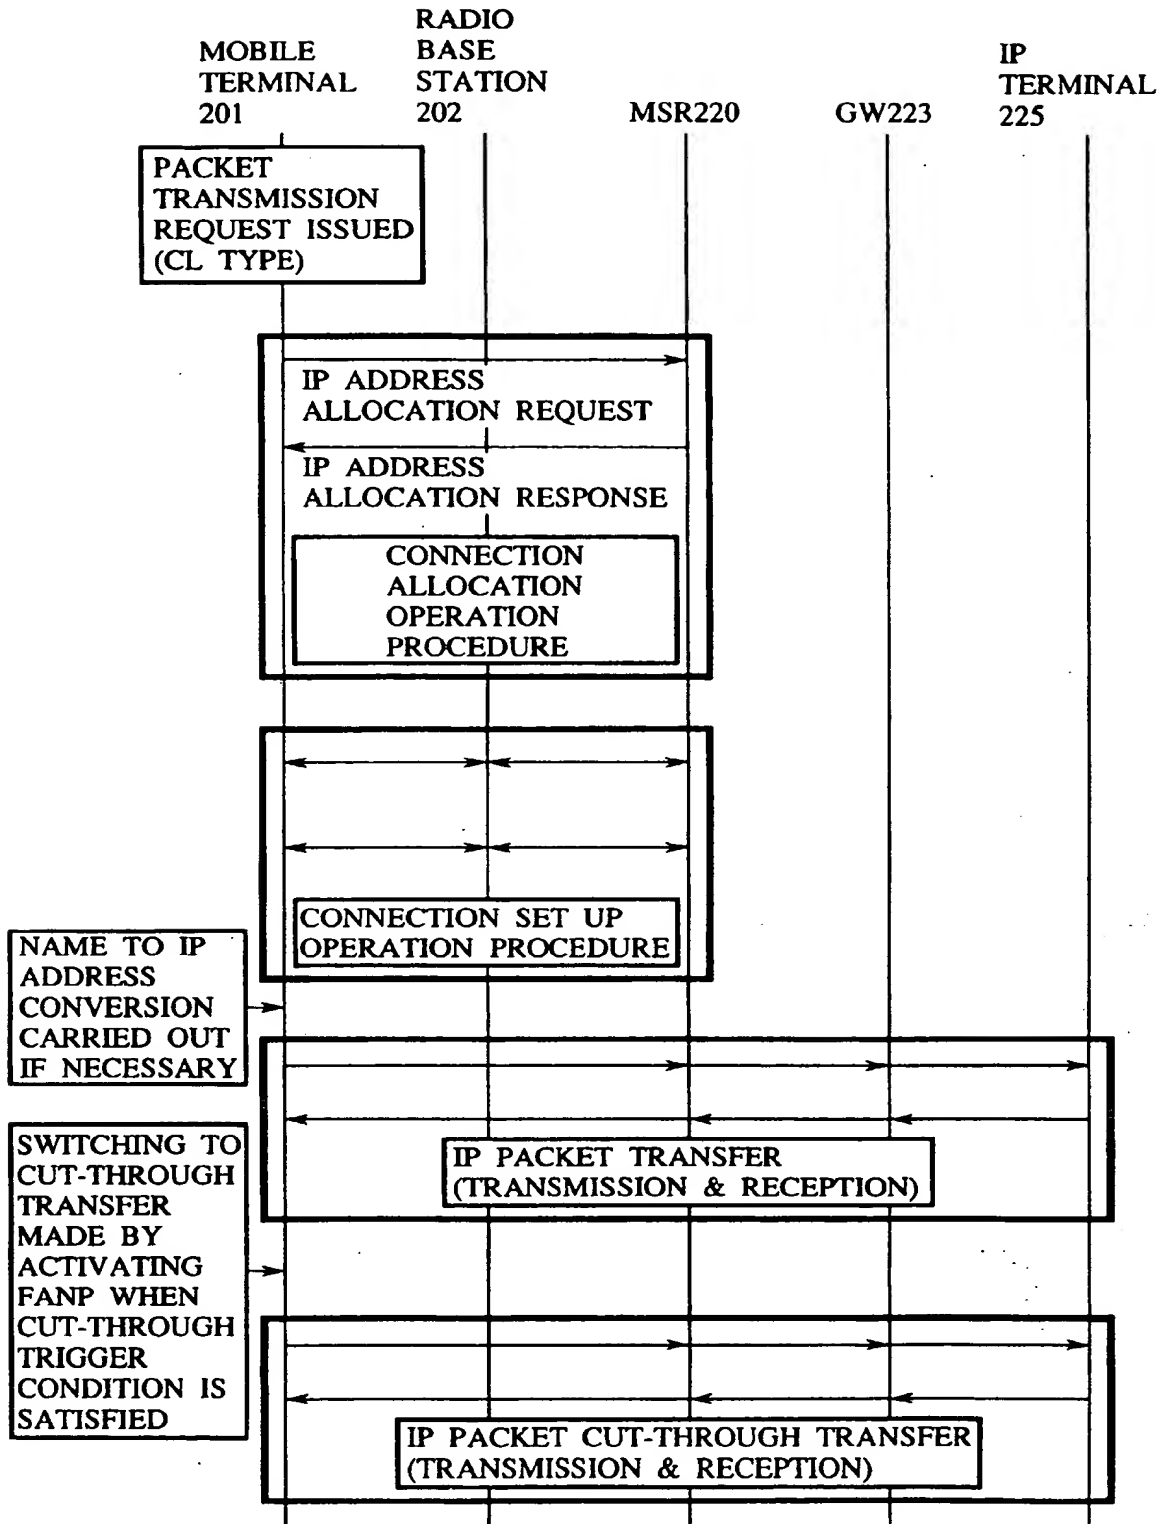 MOBILE
TERMINAL
201
RADIO
BASE
STATION
202
MSR220
GW223
IP
TERMINAL
225
PACKET
TRANSMISSION
REQUEST ISSUED
(CL TYPE)
IP ADDRESS
ALLOCATION REQUEST
IP ADDRESS
ALLOCATION RESPONSE
CONNECTION
ALLOCATION
OPERATION
PROCEDURE
CONNECTION SET UP
OPERATION PROCEDURE
NAME TO IP
ADDRESS
CONVERSION
CARRIED OUT
IF NECESSARY
IP PACKET TRANSFER
(TRANSMISSION & RECEPTION)
SWITCHING TO
CUT-THROUGH
TRANSFER
MADE BY
ACTIVATING
FANP WHEN
CUT-THROUGH
TRIGGER
CONDITION IS
SATISFIED
IP PACKET CUT-THROUGH TRANSFER
(TRANSMISSION & RECEPTION)